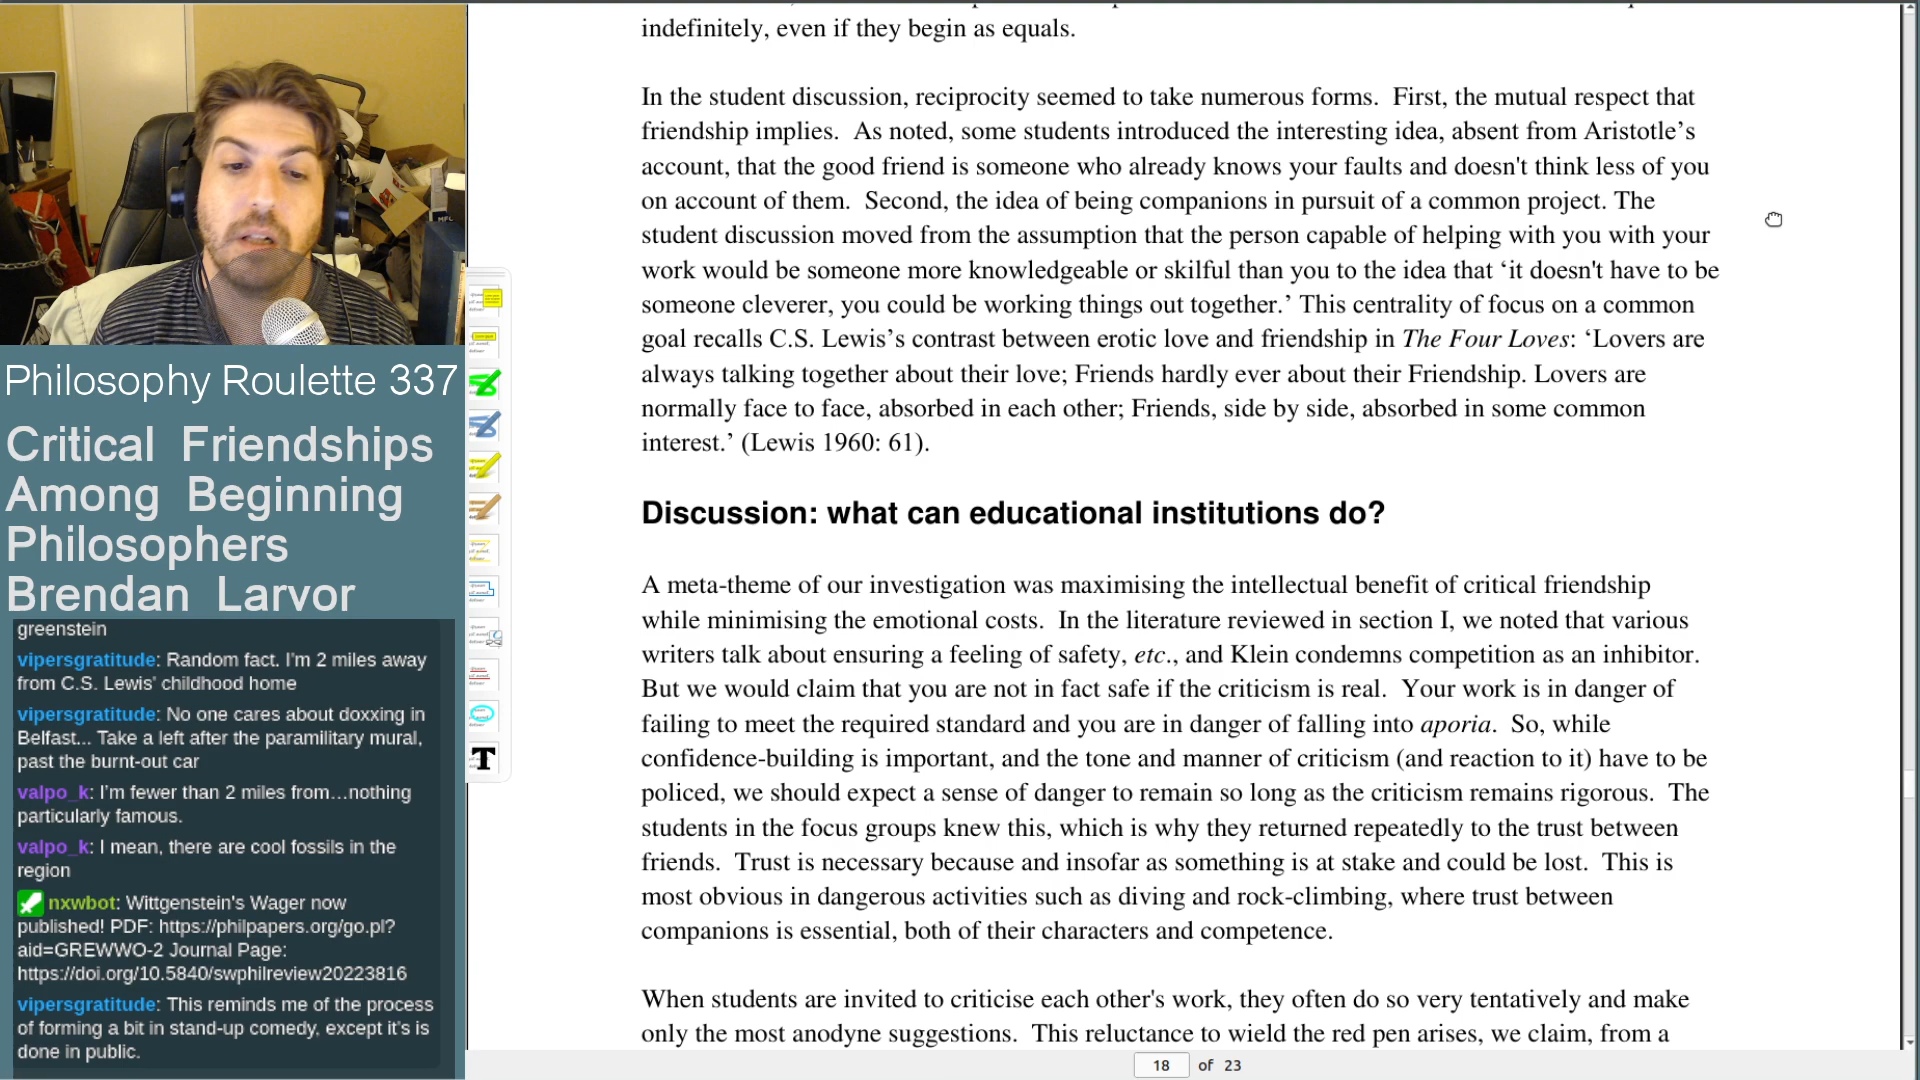 indefinitely, even if they begin as equals.
In the student discussion, reciprocity seemed to take numerous forms.  First, the mutual respect that
friendship implies.  As noted, some students introduced the interesting idea, absent from Aristotle’s
account, that the good friend is someone who already knows your faults and doesn't think less of you
on account of them.  Second, the idea of being companions in pursuit of a common project. The
student discussion moved from the assumption that the person capable of helping with you with your
work would be someone more knowledgeable or skilful than you to the idea that ‘it doesn't have to be
someone cleverer, you could be working things out together.’ This centrality of focus on a common
goal recalls C.S. Lewis’s contrast between erotic love and friendship in The Four Loves: ‘Lovers are
always talking together about their love; Friends hardly ever about their Friendship. Lovers are
normally face to face, absorbed in each other; Friends, side by side, absorbed in some common
interest.’ (Lewis 1960: 61).
Discussion: what can educational institutions do?
A meta-theme of our investigation was maximising the intellectual benefit of critical friendship
while minimising the emotional costs.  In the literature reviewed in section I, we noted that various
writers talk about ensuring a feeling of safety, etc., and Klein condemns competition as an inhibitor.
But we would claim that you are not in fact safe if the criticism is real.  Your work is in danger of
failing to meet the required standard and you are in danger of falling into aporia.  So, while
confidence-building is important, and the tone and manner of criticism (and reaction to it) have to be
policed, we should expect a sense of danger to remain so long as the criticism remains rigorous.  The
students in the focus groups knew this, which is why they returned repeatedly to the trust between
friends.  Trust is necessary because and insofar as something is at stake and could be lost.  This is
most obvious in dangerous activities such as diving and rock-climbing, where trust between
companions is essential, both of their characters and competence.
When students are invited to criticise each other's work, they often do so very tentatively and make
only the most anodyne suggestions.  This reluctance to wield the red pen arises, we claim, from a
18 of 23
Philosophy Roulette 337
Critical Friendships
Among Beginning
Philosophers
Brendan Larvor
greenstein
vipersgratitude: Random fact. I'm 2 miles away
from C.S. Lewis' childhood home
vipersgratitude: No one cares about doxxing in
Belfast... Take a left after the paramilitary mural,
past the burnt-out car
valpo_k: I'm fewer than 2 miles from…nothing
particularly famous.
valpo_k: I mean, there are cool fossils in the
region
nxwbot: Wittgenstein's Wager now
published! PDF: https://philpapers.org/go.pl?
aid=GREWWO-2 Journal Page:
https://doi.org/10.5840/swphilreview20223816
vipersgratitude: This reminds me of the process
of forming a bit in stand-up comedy, except it's is
done in public.
T